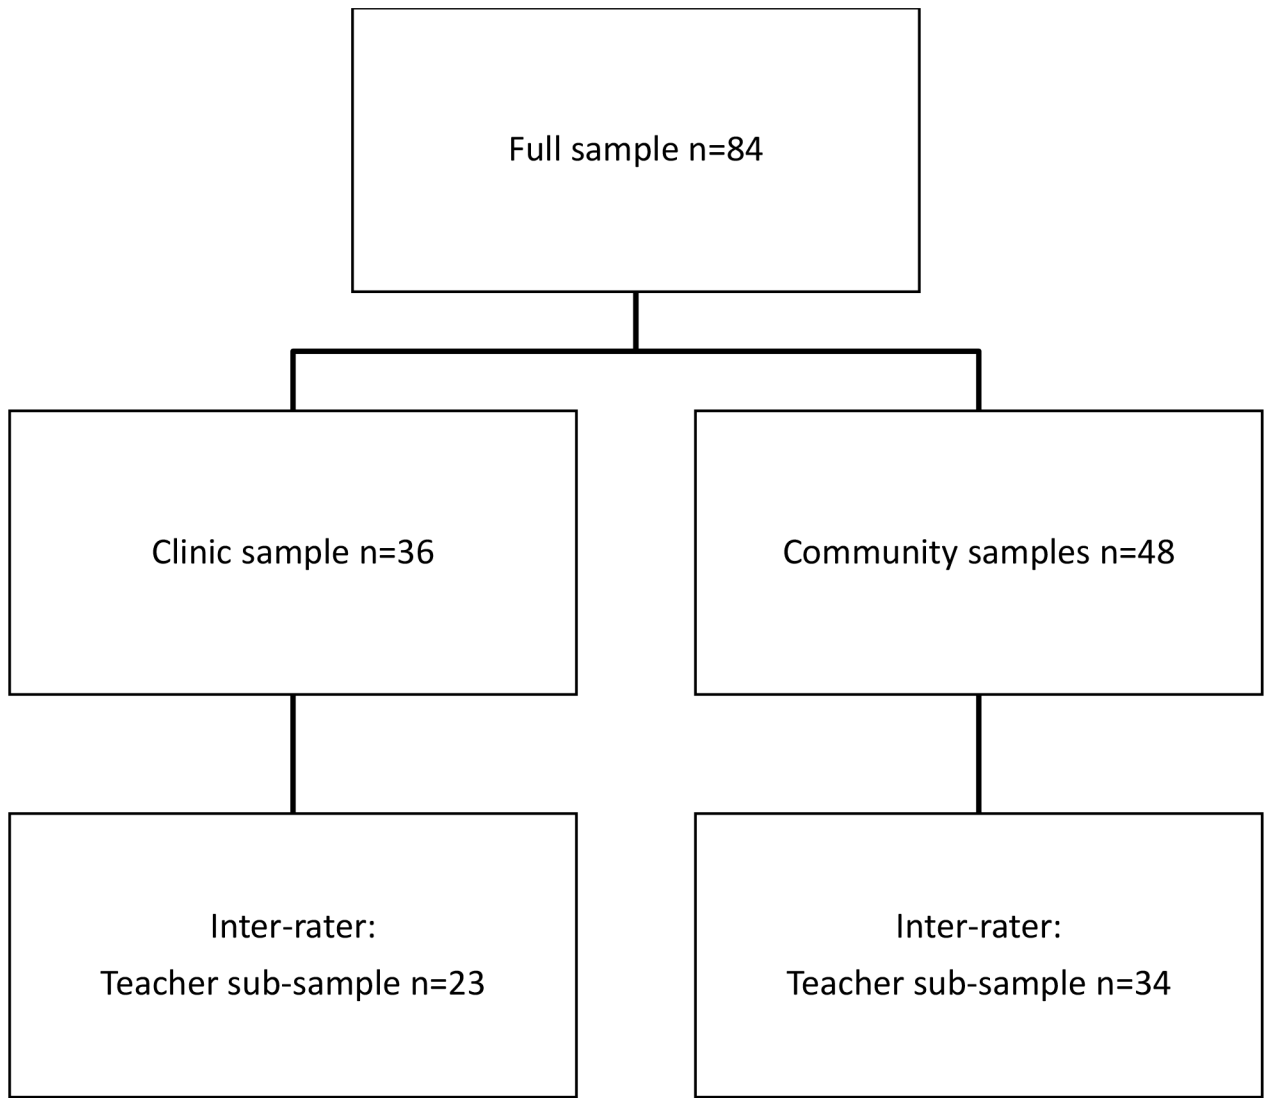 Full sample n=84
Clinic sample n=36
Community samples n=48
Inter-rater:
Teacher sub-sample n=23
Inter-rater:
Teacher sub-sample n=34